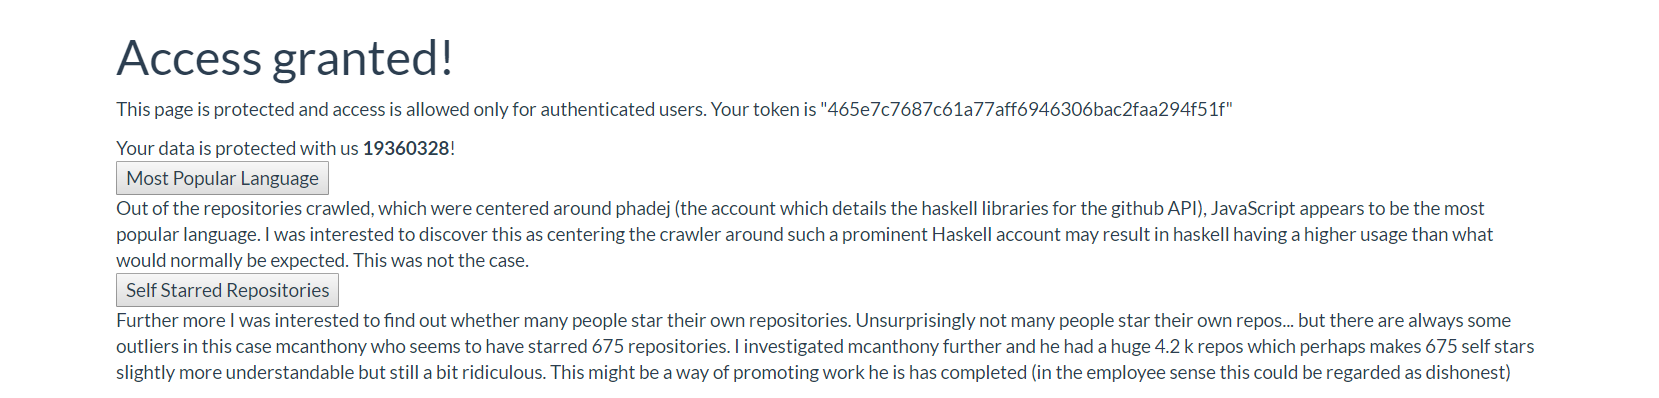 Access granted!
This page is protected and access is allowed only for authenticated users. Your token is "465e7c7687c61a77aff6946306bac2faa294f51f"
Your data is protected with us 19360328!
Most Popular Language
Out of the repositories crawled, which were centered around phadej (the account which details the haskell libraries for the github API), JavaScript appears to be the most
popular language. I was interested to discover this as centering the crawler around such a prominent Haskell account may result in haskell having a higher usage than what
would normally be expected. This was not the case.
Self Starred Repositories
Further more I was interested to find out whether many people star their own repositories. Unsurprisingly not many people star their own repos... but there are always some
outliers in this case mcanthony who seems to have starred 675 repositories. I investigated mcanthony further and he had a huge 4.2 k repos which perhaps makes 675 self stars
slightly more understandable but still a bit ridiculous. This might be a way of promoting work he is has completed (in the employee sense this could be regarded as dishonest)